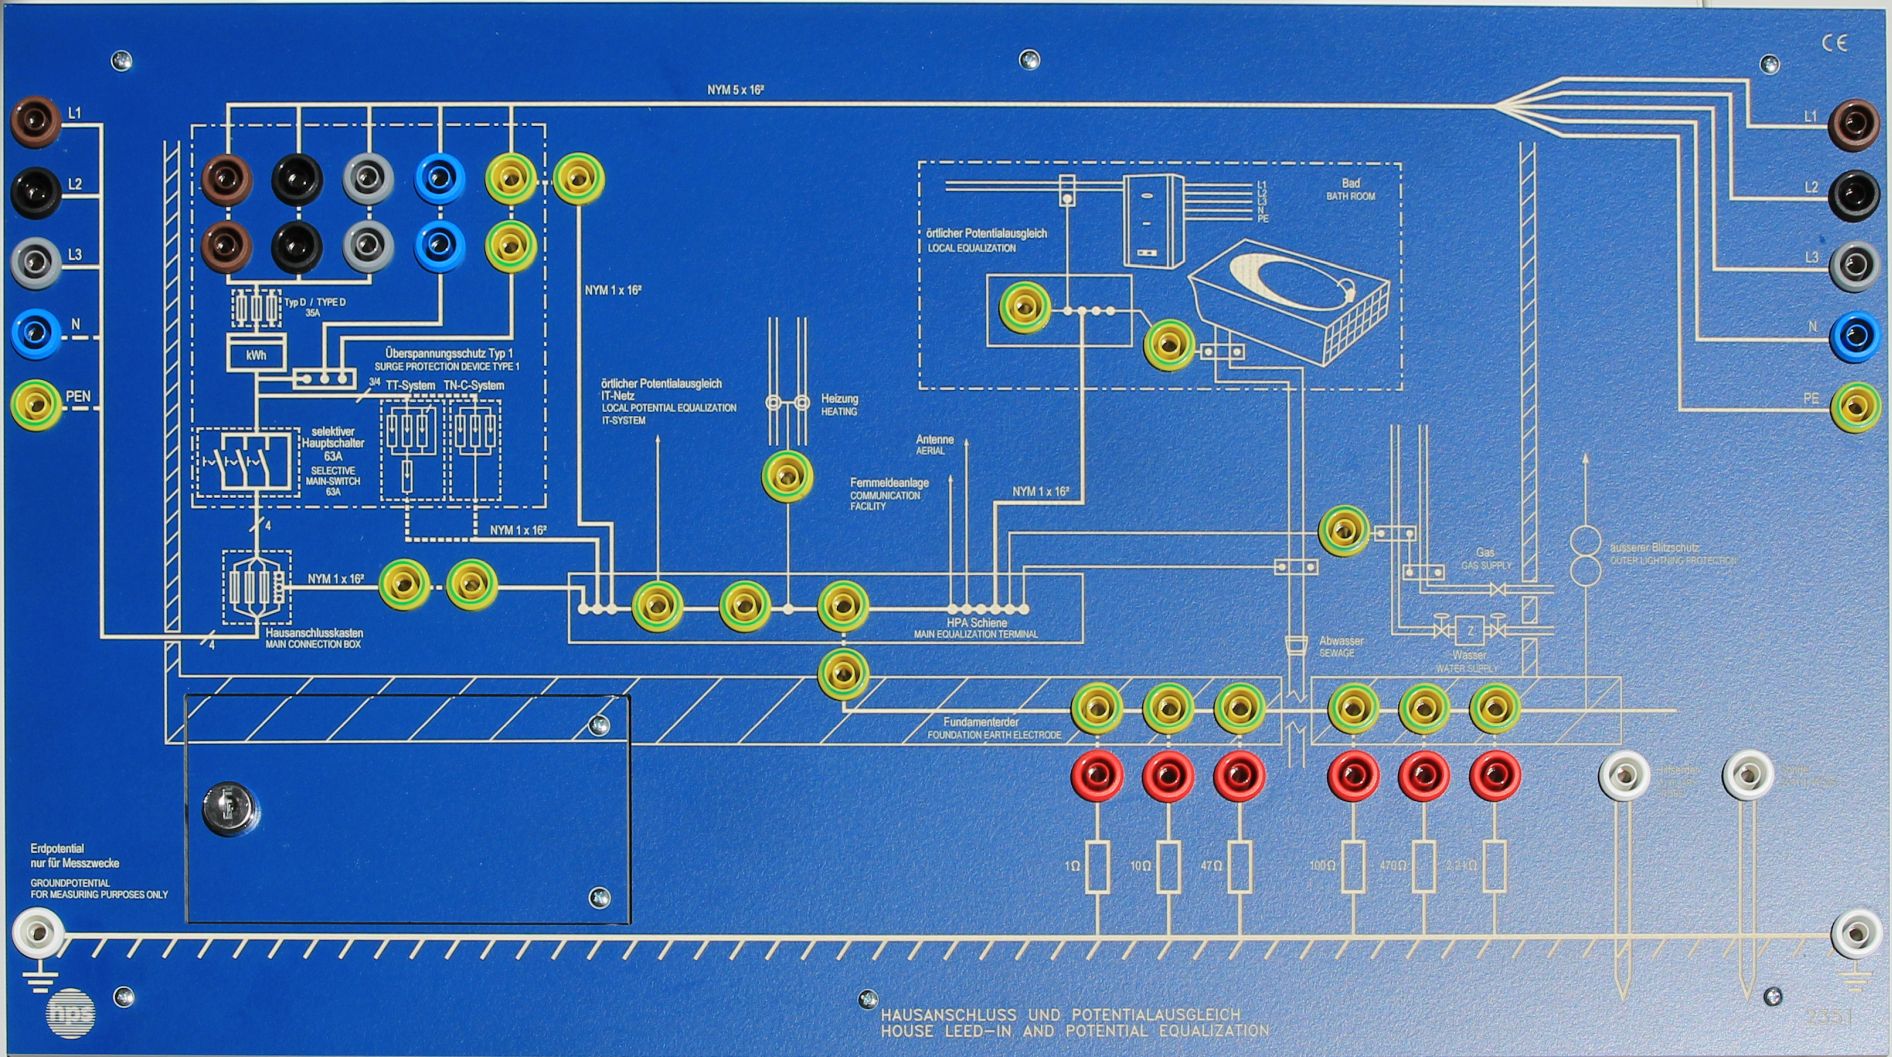 CE
NYM 5 x 16²
L1
L2
L3
N
PEN
L1
L2
L3
N
PE
Bad
BATH ROOM
L1
L2
L3
N
PE
örtlicher Potentialausgleich
LOCAL EQUALIZATION
NYM 1 x 16²
Typ D / TYPE D
35A
kWh
Überspannungsschutz Typ 1
SURGE PROTECTION DEVICE TYPE 1
3/4
TT-System
TN-C-System
selektiver
Hauptschalter
63A
SELECTIVE
MAIN-SWITCH
63A
4
NYM 1 x 16²
NYM 1 x 16²
Hausanschlusskasten
MAIN CONNECTION BOX
4
örtlicher Potentialausgleich
IT-Netz
LOCAL POTENTIAL EQUALIZATION
IT-SYSTEM
Heizung
HEATING
Antenne
AERIAL
Fernmeldeanlage
COMMUNICATION
FACILITY
NYM 1 x 16²
HPA Schiene
MAIN EQUALIZATION TERMINAL
Gas
GAS SUPPLY
äusserer Blitzschutz
OUTER LIGHTNING PROTECTION
Z
Wasser
WATER SUPPLY
Abwasser
SEWAGE
Fundamenterder
FOUNDATION EARTH ELECTRODE
1Ω
10Ω
47Ω
100Ω
470Ω
2,2 kΩ
Erdpotential
nur für Messzwecke
GROUNDPOTENTIAL
FOR MEASURING PURPOSES ONLY
hps
HAUSANSCHLUSS UND POTENTIALAUSGLEICH
HOUSE LEED-IN AND POTENTIAL EQUALIZATION